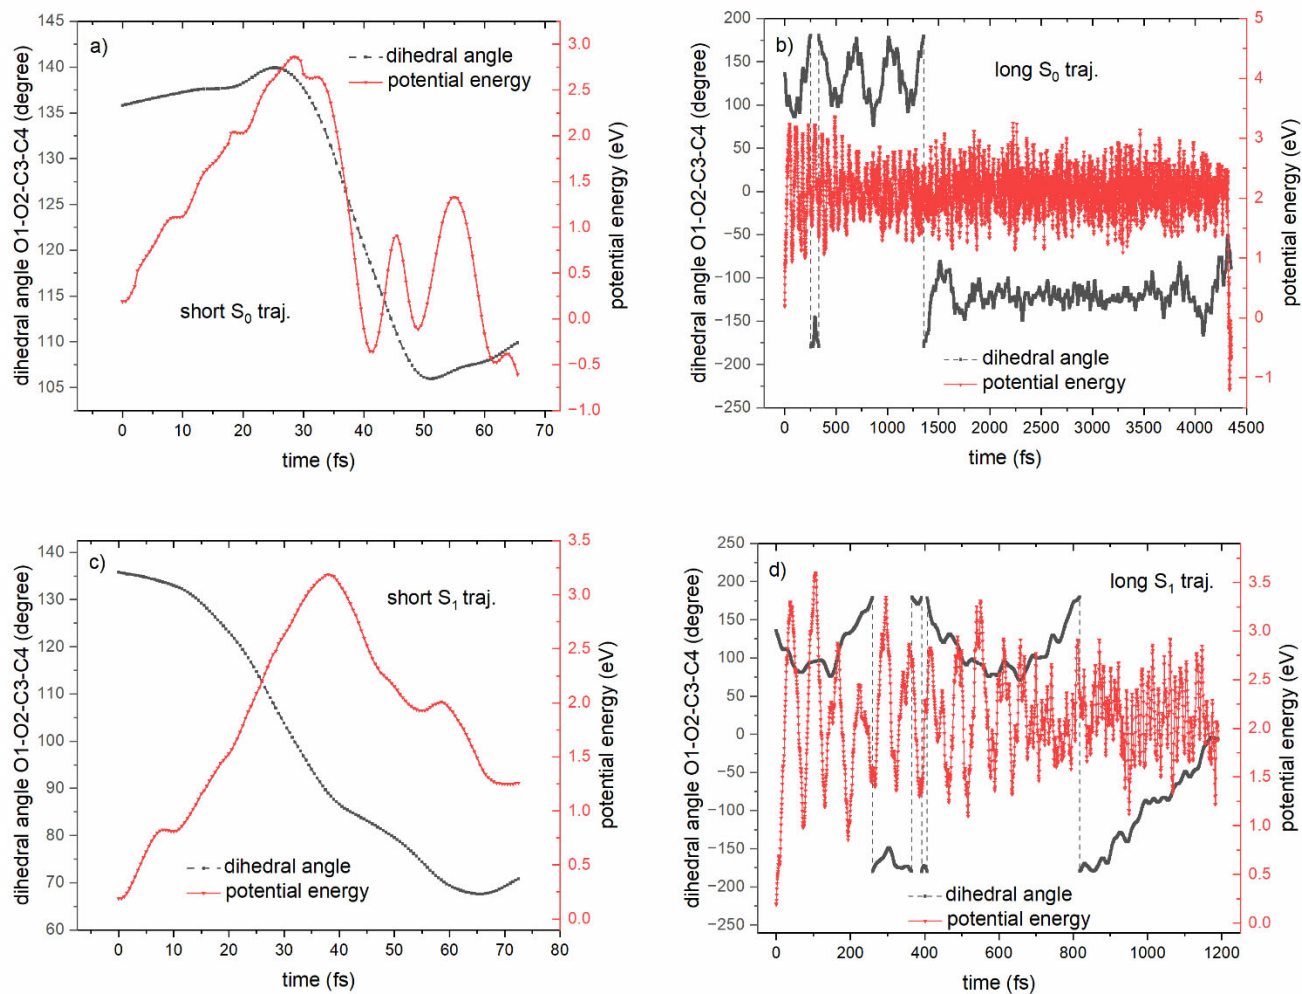 a)
dihedral angle
potential energy
short S0 traj.
dihedral angle O1-O2-C3-C4 (degree)
145
140
135
130
125
120
115
110
105
0 10 20 30 40 50 60 70
time (fs)
3.0
2.5
2.0
1.5
1.0
0.5
0.0
−0.5
−1.0
potential energy (eV)
b)
long S0 traj.
dihedral angle
potential energy
dihedral angle O1-O2-C3-C4 (degree)
200
150
100
50
0
−50
−100
−150
−200
−250
0 500 1000 1500 2000 2500 3000 3500 4000 4500
time (fs)
5
4
3
2
1
0
−1
potential energy (eV)
c)
short S1 traj.
dihedral angle
potential energy
dihedral angle O1-O2-C3-C4 (degree)
140
130
120
110
100
90
80
70
60
0 10 20 30 40 50 60 70 80
time (fs)
3.5
3.0
2.5
2.0
1.5
1.0
0.5
0.0
potential energy (eV)
d)
long S1 traj.
dihedral angle
potential energy
dihedral angle O1-O2-C3-C4 (degree)
250
200
150
100
50
0
−50
−100
−150
−200
−250
0 200 400 600 800 1000 1200
time (fs)
3.5
3.0
2.5
2.0
1.5
1.0
0.5
0.0
potential energy (eV)